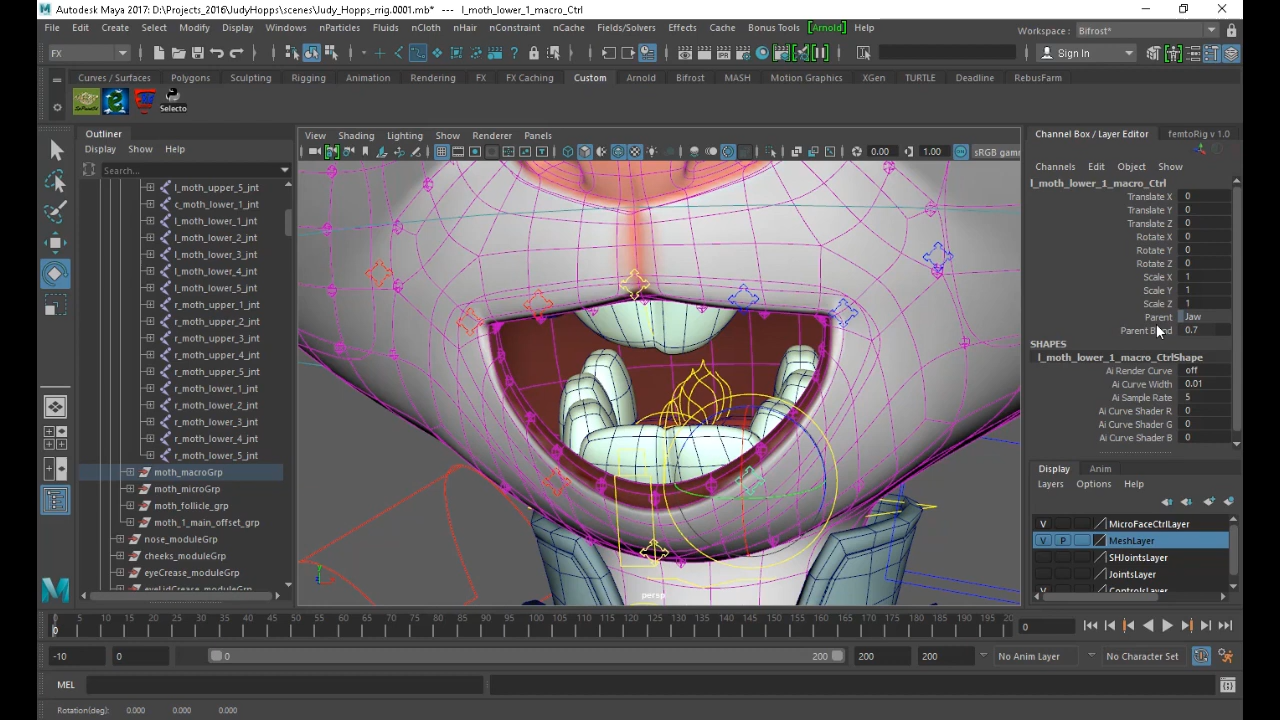 Autodesk Maya 2017: D:\Projects_2016\JudyHopps\scenes\Judy_Hopps_rig.0001.mb* --- l_moth_lower_1_macro_Ctrl
File Edit Create Select Modify Display Windows nParticles Fluids nCloth nHair nConstraint nCache Fields/Solvers Effects Cache Bonus Tools [Arnold] Help Workspace: Bifrost*
FX Sign In
Curves / Surfaces Polygons Sculpting Rigging Animation Rendering FX FX Caching Custom Arnold Bifrost MASH Motion Graphics XGen TURTLE Deadline RebusFarm
Selecto
Outliner
Display Show Help
Search...
l_moth_upper_5_jnt
c_moth_lower_1_jnt
l_moth_lower_1_jnt
l_moth_lower_2_jnt
l_moth_lower_3_jnt
l_moth_lower_4_jnt
l_moth_lower_5_jnt
r_moth_upper_1_jnt
r_moth_upper_2_jnt
r_moth_upper_3_jnt
r_moth_upper_4_jnt
r_moth_upper_5_jnt
r_moth_lower_1_jnt
r_moth_lower_2_jnt
r_moth_lower_3_jnt
r_moth_lower_4_jnt
r_moth_lower_5_jnt
moth_macroGrp
moth_microGrp
moth_follicle_grp
moth_1_main_offset_grp
nose_moduleGrp
cheeks_moduleGrp
eyeCrease_moduleGrp
eyeLidCrease_moduleGrp
View Shading Lighting Show Renderer Panels
0.00 1.00 sRGB gamm
persp
Channel Box / Layer Editor femtoRig v 1.0
Channels Edit Object Show
l_moth_lower_1_macro_Ctrl
Translate X 0
Translate Y 0
Translate Z 0
Rotate X 0
Rotate Y 0
Rotate Z 0
Scale X 1
Scale Y 1
Scale Z 1
Parent Jaw
Parent Blend 0.7
SHAPES
l_moth_lower_1_macro_CtrlShape
Ai Render Curve off
Ai Curve Width 0.01
Ai Sample Rate 5
Ai Curve Shader R 0
Ai Curve Shader G 0
Ai Curve Shader B 0
Display Anim
Layers Options Help
V MicroFaceCtrlLayer
V P MeshLayer
SHJointsLayer
JointsLayer
V ControlsLayer
0 5 10 15 20 25 30 35 40 45 50 55 60 65 70 75 80 85 90 95 100 105 110 115 120 125 130 135 140 145 150 155 160 165 170 175 180 185 190 195 20
0 0
-10 0 0 200 200 200 No Anim Layer No Character Set
MEL
Rotation(deg): 0.000 0.000 0.000